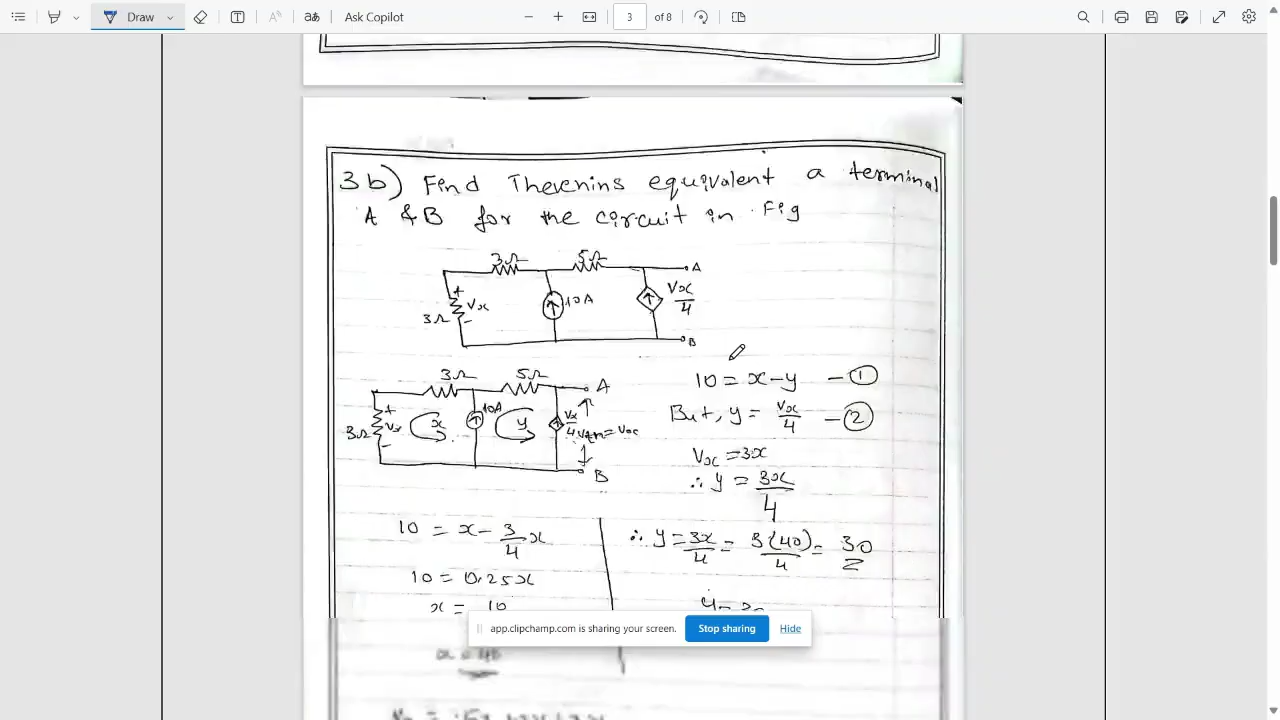 Draw
Ask Copilot
3 of 8
3b) Find Thevenins equivalent a terminal
A & B for the circuit in Fig
3Ω 5Ω A
+ Vx 10A Vx/4
3Ω -
B
3Ω 5Ω A
10 = x-y -①
+ 10A
3Ω Vx x y Vx/4 = Voc
But, y = Vx/4 -②
-
Vx = 3x
B
∴ y = 3x/4
10 = x - 3/4 x
∴ y = 3x/4 = 3(40)/4 = 30
10 = 0.25x
x = 10
app.clipchamp.com is sharing your screen. Stop sharing Hide
x = 40